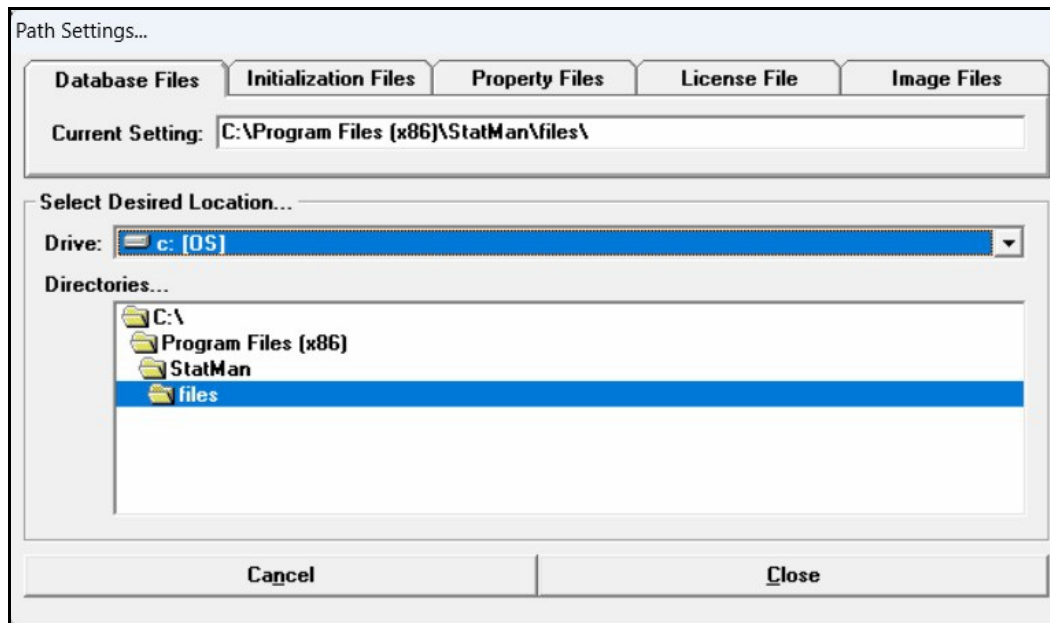 Path Settings...
Database Files Initialization Files Property Files License File Image Files
Current Setting: C:\Program Files (x86)\StatMan\files\
Select Desired Location...
Drive: c: [OS]
Directories...
C:\
Program Files (x86)
StatMan
files
Cancel Close